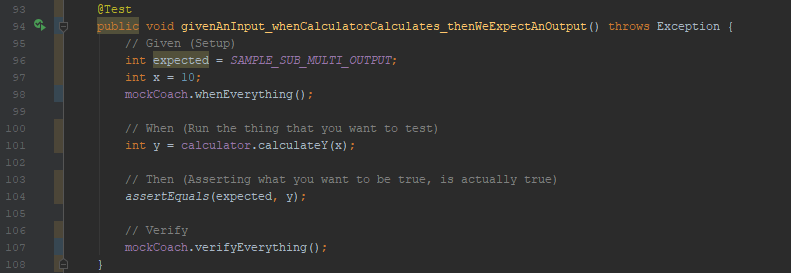 93 @Test
94 public void givenAnInput_whenCalculatorCalculates_thenWeExpectAnOutput() throws Exception {
95 // Given (Setup)
96 int expected = SAMPLE_SUB_MULTI_OUTPUT;
97 int x = 10;
98 mockCoach.whenEverything();
99
100 // When (Run the thing that you want to test)
101 int y = calculator.calculateY(x);
102
103 // Then (Asserting what you want to be true, is actually true)
104 assertEquals(expected, y);
105
106 // Verify
107 mockCoach.verifyEverything();
108 }